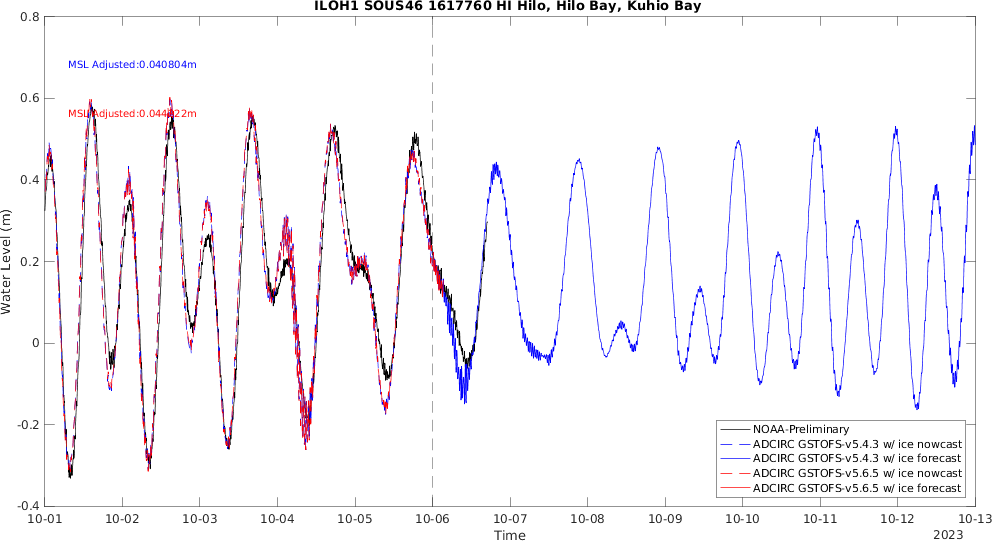 ILOH1 SOUS46 1617760 HI Hilo, Hilo Bay, Kuhio Bay
0.8
0.6
0.4
0.2
0
-0.2
-0.4
Water Level (m)
MSL Adjusted:0.040804m
MSL Adjusted:
NOAA-Preliminary
ADCIRC GSTOFS-v5.4.3 w/ ice nowcast
ADCIRC GSTOFS-v5.4.3 w/ ice forecast
ADCIRC GSTOFS-v5.6.5 w/ ice nowcast
ADCIRC GSTOFS-v5.6.5 w/ ice forecast
10-01 10-02 10-03 10-04 10-05 10-06 10-07 10-08 10-09 10-10 10-11 10-12 10-13
Time
2023